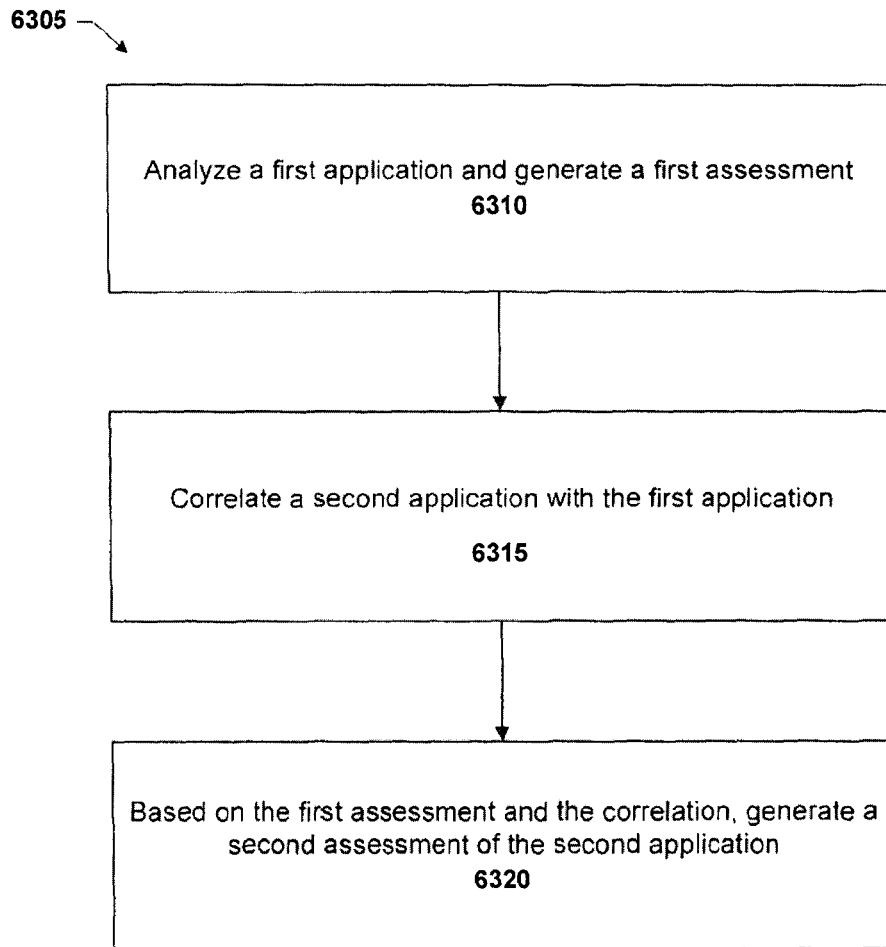 6305
Analyze a first application and generate a first assessment
6310
Correlate a second application with the first application
6315
Based on the first assessment and the correlation, generate a
second assessment of the second application
6320